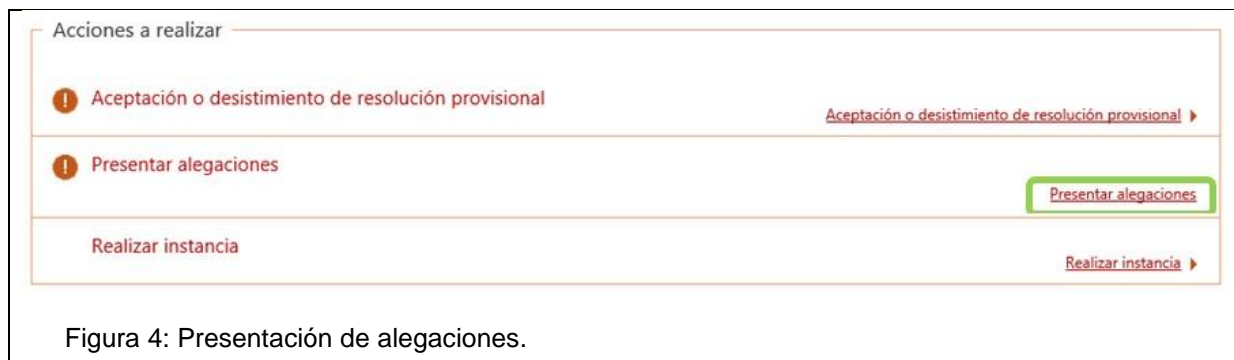 Acciones a realizar
Aceptación o desistimiento de resolución provisional
Aceptación o desistimiento de resolución provisional
Presentar alegaciones
Presentar alegaciones
Realizar instancia
Realizar instancia
Figura 4: Presentación de alegaciones.